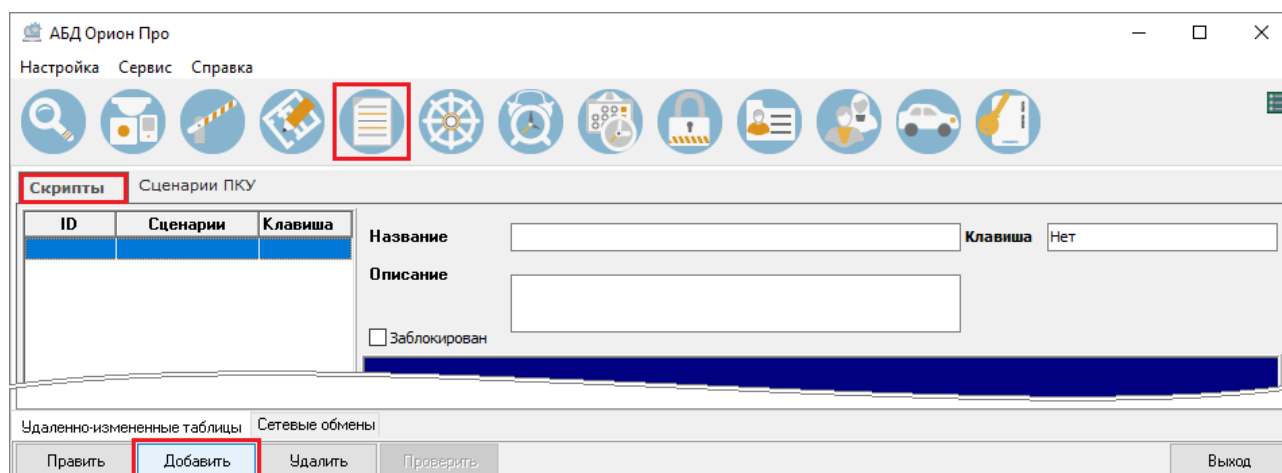 АБД Орион Про
Настройка Сервис Справка
Скрипты Сценарии ПКУ
ID Сценарии Клавиша
Название Клавиша Нет
Описание
Заблокирован
Удаленно-измененные таблицы Сетевые обмены
Править Добавить Удалить Проверить Выход